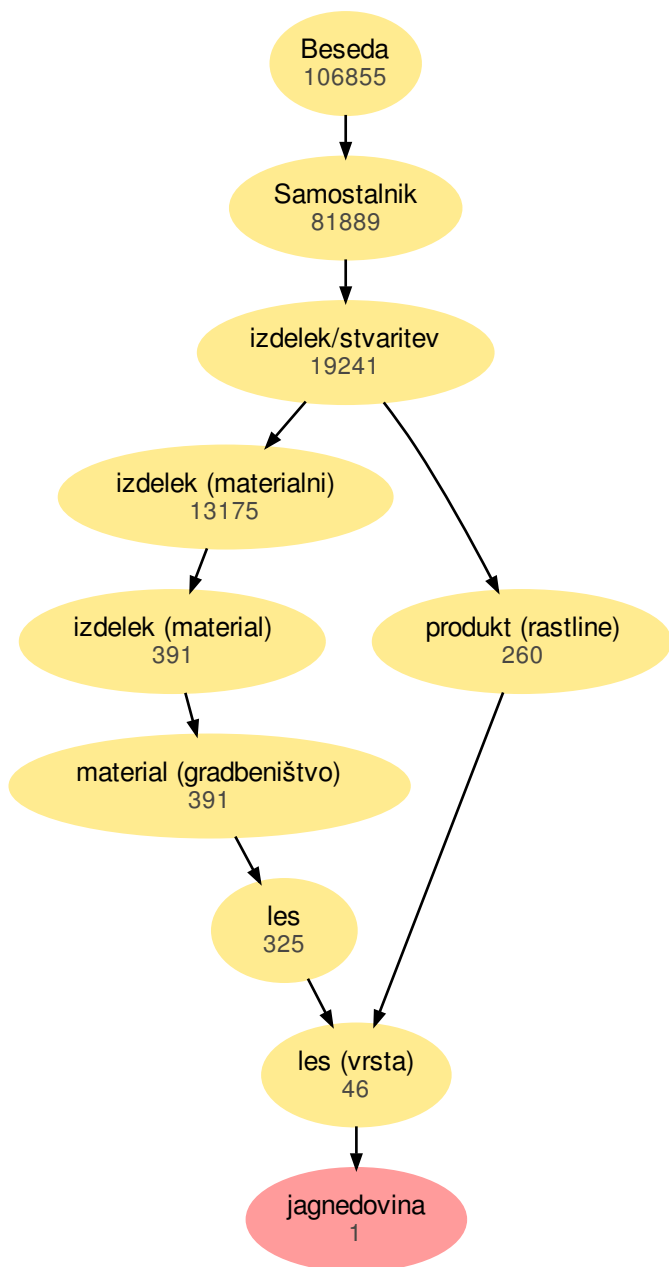 Beseda
106855
Samostalnik
81889
izdelek/stvaritev
19241
izdelek (materialni)
13175
izdelek (material)
391
produkt (rastline)
260
material (gradbeništvo)
391
les
325
les (vrsta)
46
jagnedovina
1